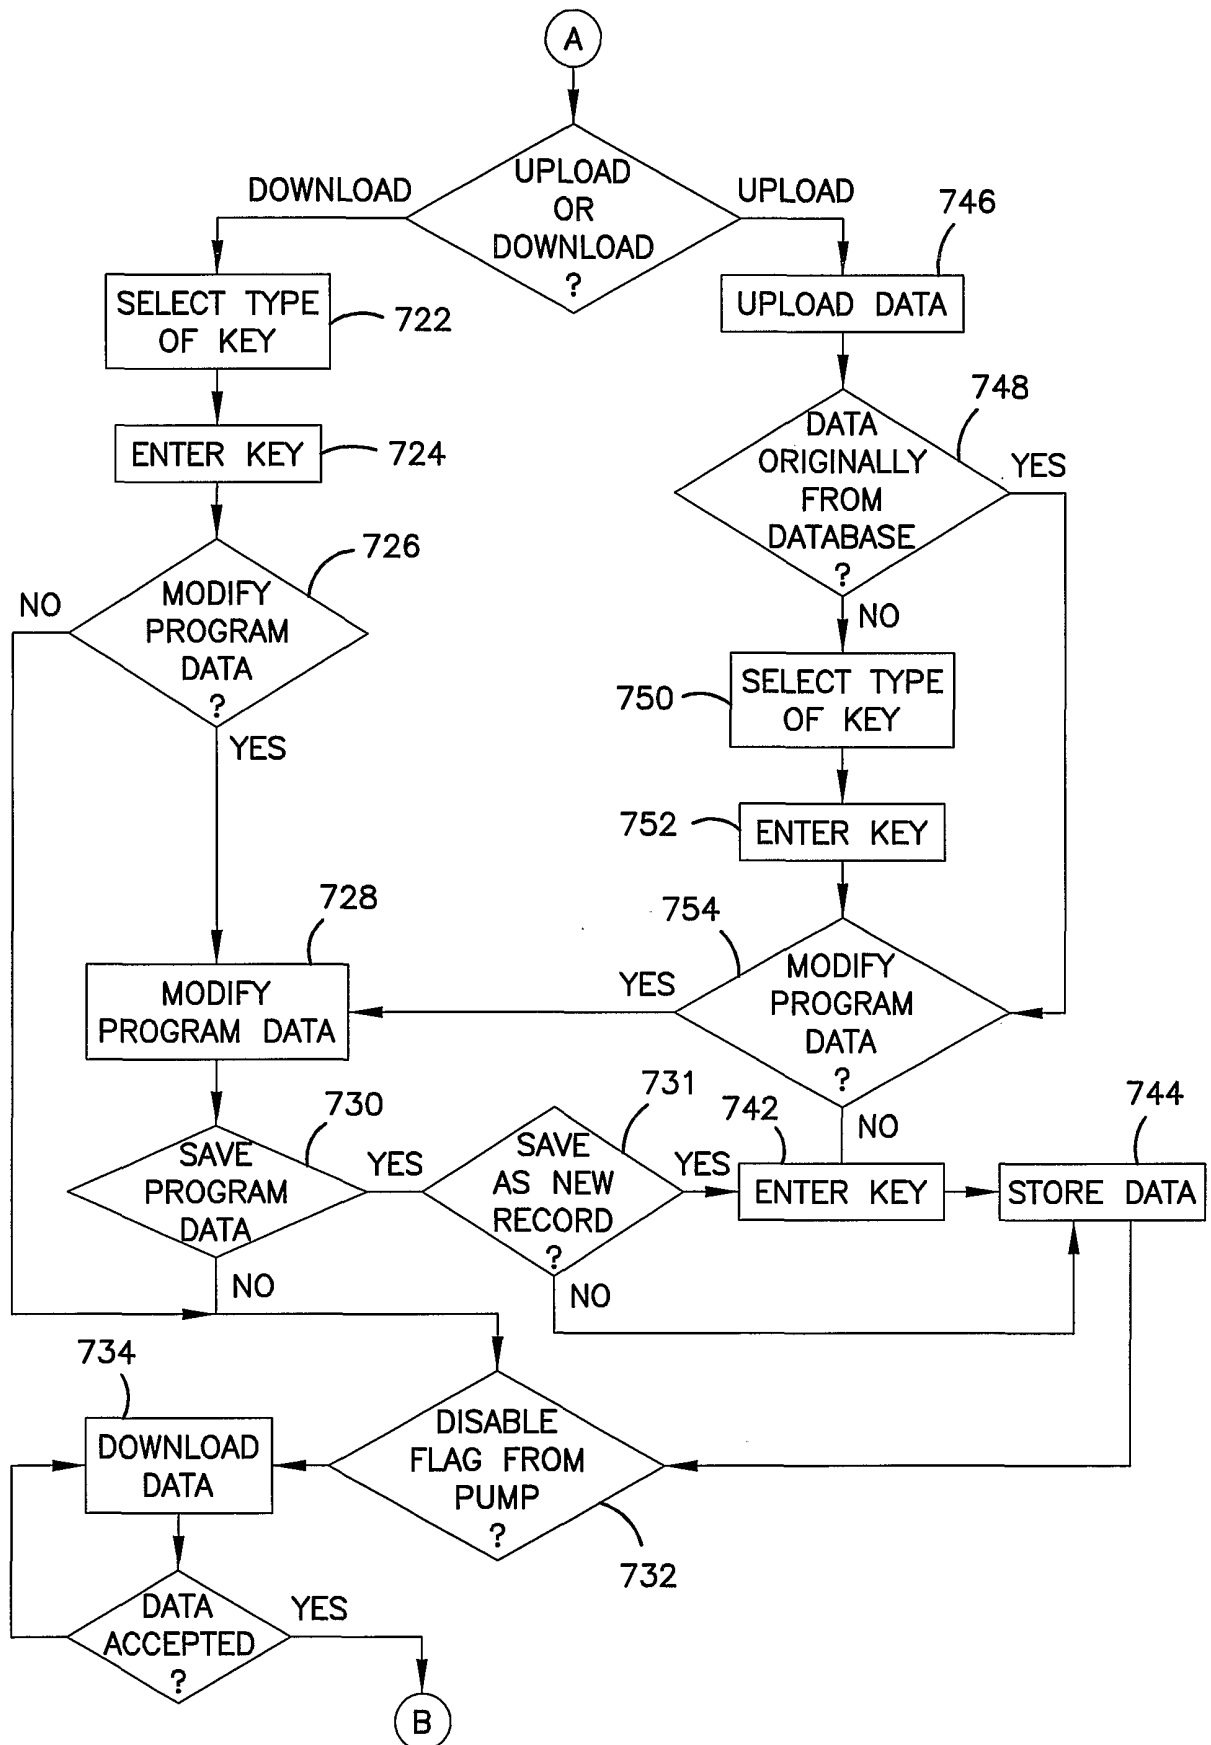 A
UPLOAD
OR
DOWNLOAD
?
DOWNLOAD
UPLOAD
SELECT TYPE
OF KEY
722
746
UPLOAD DATA
ENTER KEY
724
748
DATA
ORIGINALLY
FROM
DATABASE
?
YES
NO
726
MODIFY
PROGRAM
DATA
?
NO
YES
750
SELECT TYPE
OF KEY
752
ENTER KEY
728
MODIFY
PROGRAM DATA
754
MODIFY
PROGRAM
DATA
?
YES
NO
730
SAVE
PROGRAM
DATA
YES
NO
731
SAVE
AS NEW
RECORD
?
YES
NO
742
ENTER KEY
744
STORE DATA
734
DOWNLOAD
DATA
DISABLE
FLAG FROM
PUMP
?
732
DATA
ACCEPTED
?
YES
B